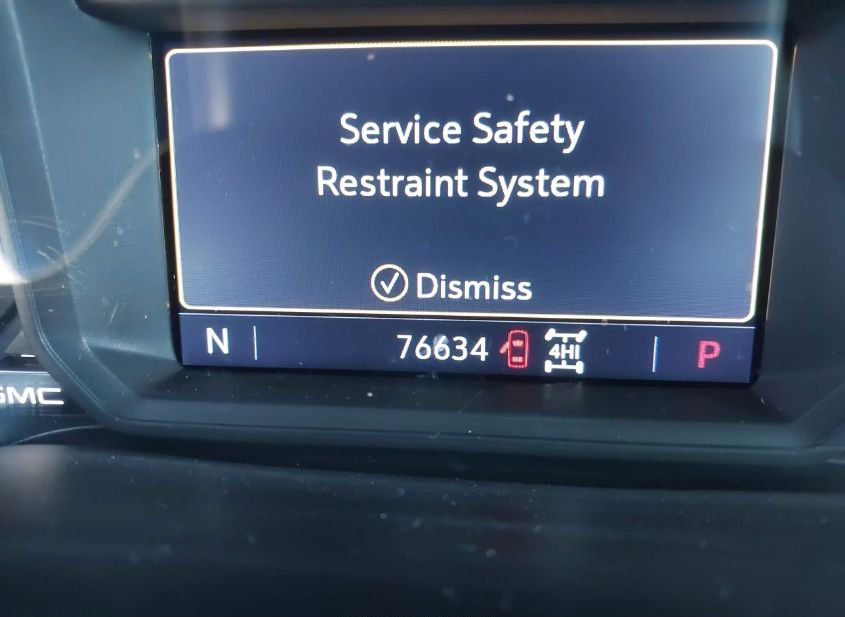 Service Safety
Restraint System
Dismiss
N 76634 4HI P
GMC